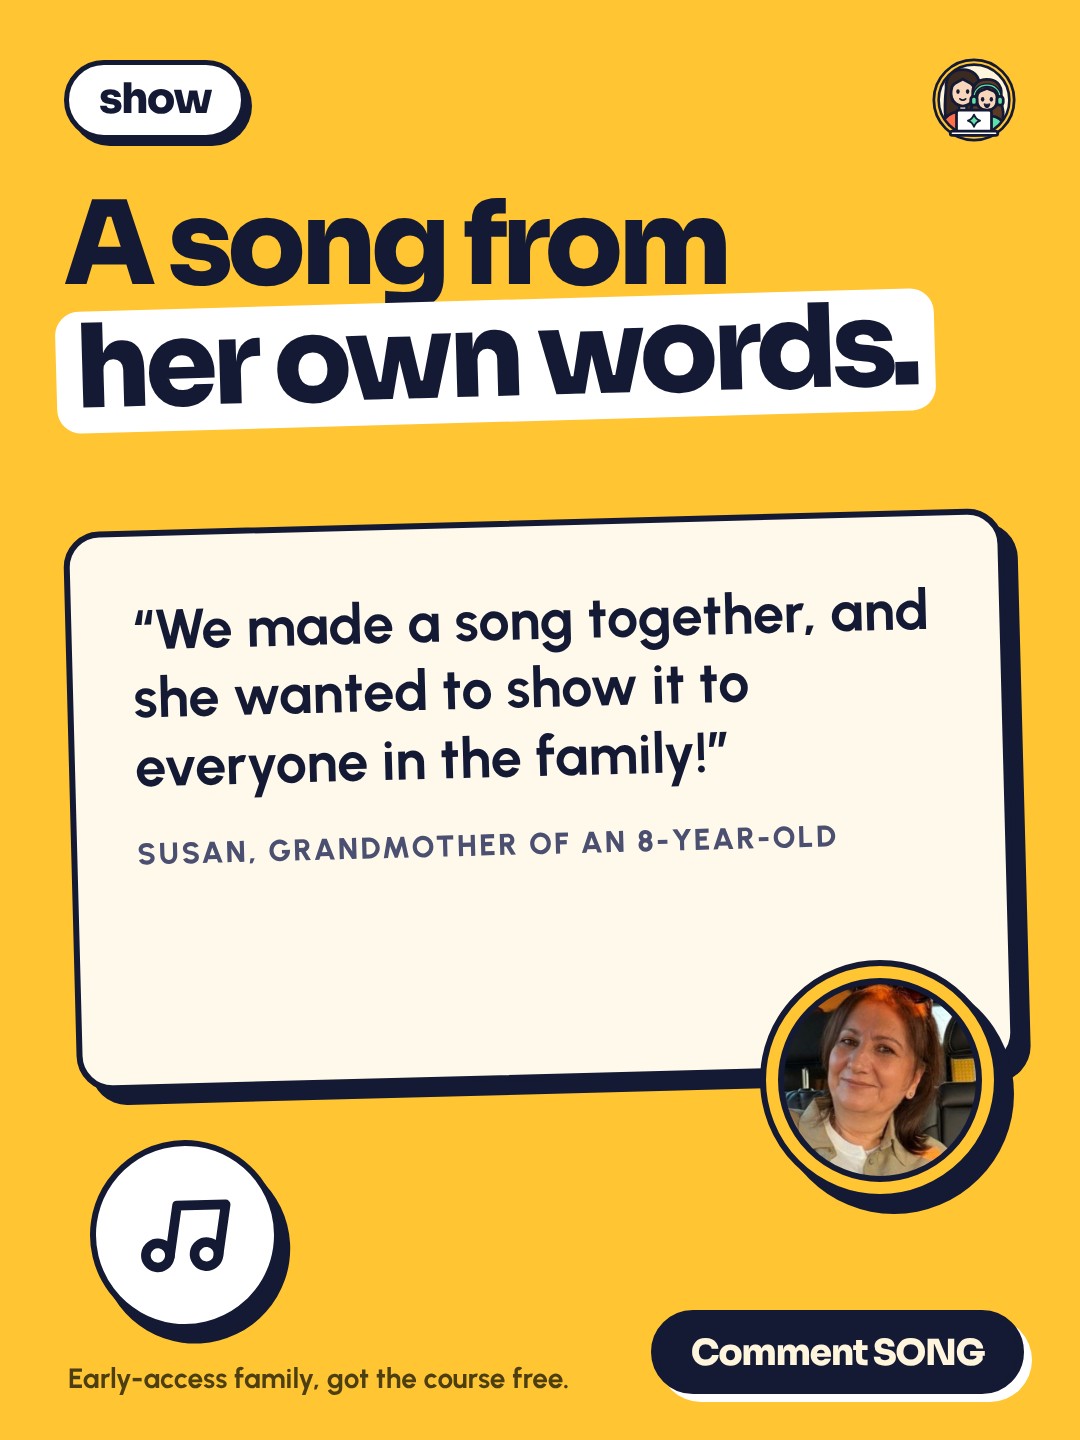 show
A song from
her own words.
“We made a song together, and
she wanted to show it to
everyone in the family!”
SUSAN, GRANDMOTHER OF AN 8-YEAR-OLD
Early-access family, got the course free.
Comment SONG